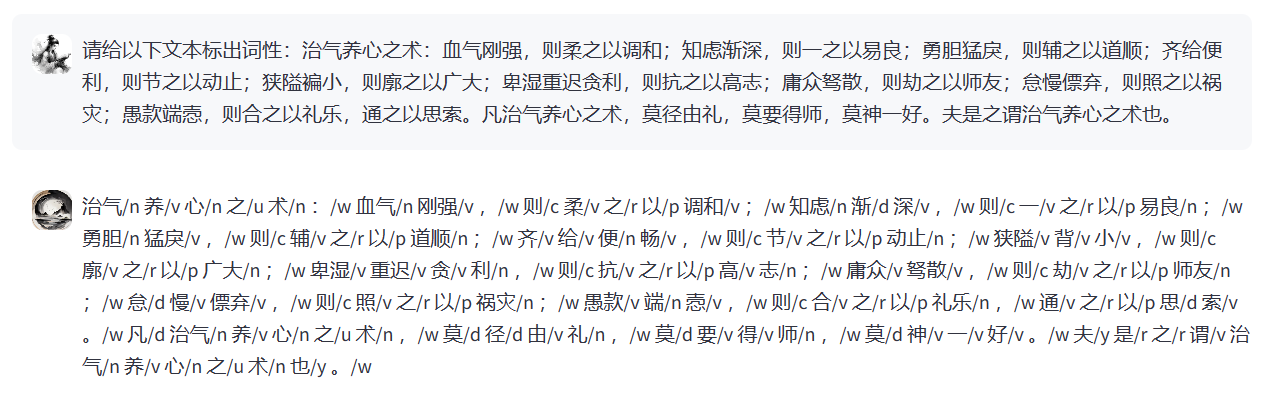 请给以下文本标出词性：治气养心之术：血气刚强，则柔之以调和；知虑渐深，则一之以易良；勇胆猛戾，则辅之以道顺；齐给便
利，则节之以动止；狭隘褊小，则廓之以广大；卑湿重迟贪利，则抗之以高志；庸众驽散，则劫之以师友；怠慢僄弃，则照之以祸
灾；愚款端悫，则合之以礼乐，通之以思索。凡治气养心之术，莫径由礼，莫要得师，莫神一好。夫是之谓治气养心之术也。
治气/n 养/v 心/n 之/u 术/n ：/w 血气/n 刚强/v ，/w 则/c 柔/v 之/r 以/p 调和/v ；/w 知虑/n 渐/d 深/v ，/w 则/c 一/v 之/r 以/p 易良/n ；/w
勇胆/n 猛戾/v ，/w 则/c 辅/v 之/r 以/p 道顺/n ；/w 齐/v 给/v 便/n 畅/v ，/w 则/c 节/v 之/r 以/p 动止/n ；/w 狭隘/v 背/v 小/v ，/w 则/c
廓/v 之/r 以/p 广大/n ；/w 卑湿/v 重迟/v 贪/v 利/n ，/w 则/c 抗/v 之/r 以/p 高/v 志/n ；/w 庸众/v 驽散/v ，/w 则/c 劫/v 之/r 以/p 师友/n
；/w 怠/d 慢/v 僄弃/v ，/w 则/c 照/v 之/r 以/p 祸灾/n ；/w 愚款/v 端/n 悫/v ，/w 则/c 合/v 之/r 以/p 礼乐/n ，/w 通/v 之/r 以/p 思/d 索/v
。/w 凡/d 治气/n 养/v 心/n 之/u 术/n ，/w 莫/d 径/d 由/v 礼/n ，/w 莫/d 要/v 得/v 师/n ，/w 莫/d 神/v 一/v 好/v 。/w 夫/y 是/r 之/r 谓/v 治
气/n 养/v 心/n 之/u 术/n 也/y 。/w